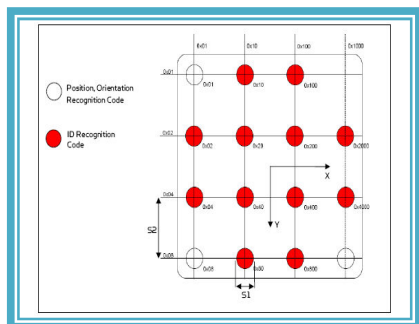 0x01 0x10 0x100 0x1000
0x01
Position, Orientation
Recognition Code
0x01 0x10 0x100
ID Recognition
Code
0x02
0x02 0x20 0x200 0x2000
X
0x04
0x04 0x40 0x400 0x4000
S2
Y
0x08
0x08 0x80 0x800
S1